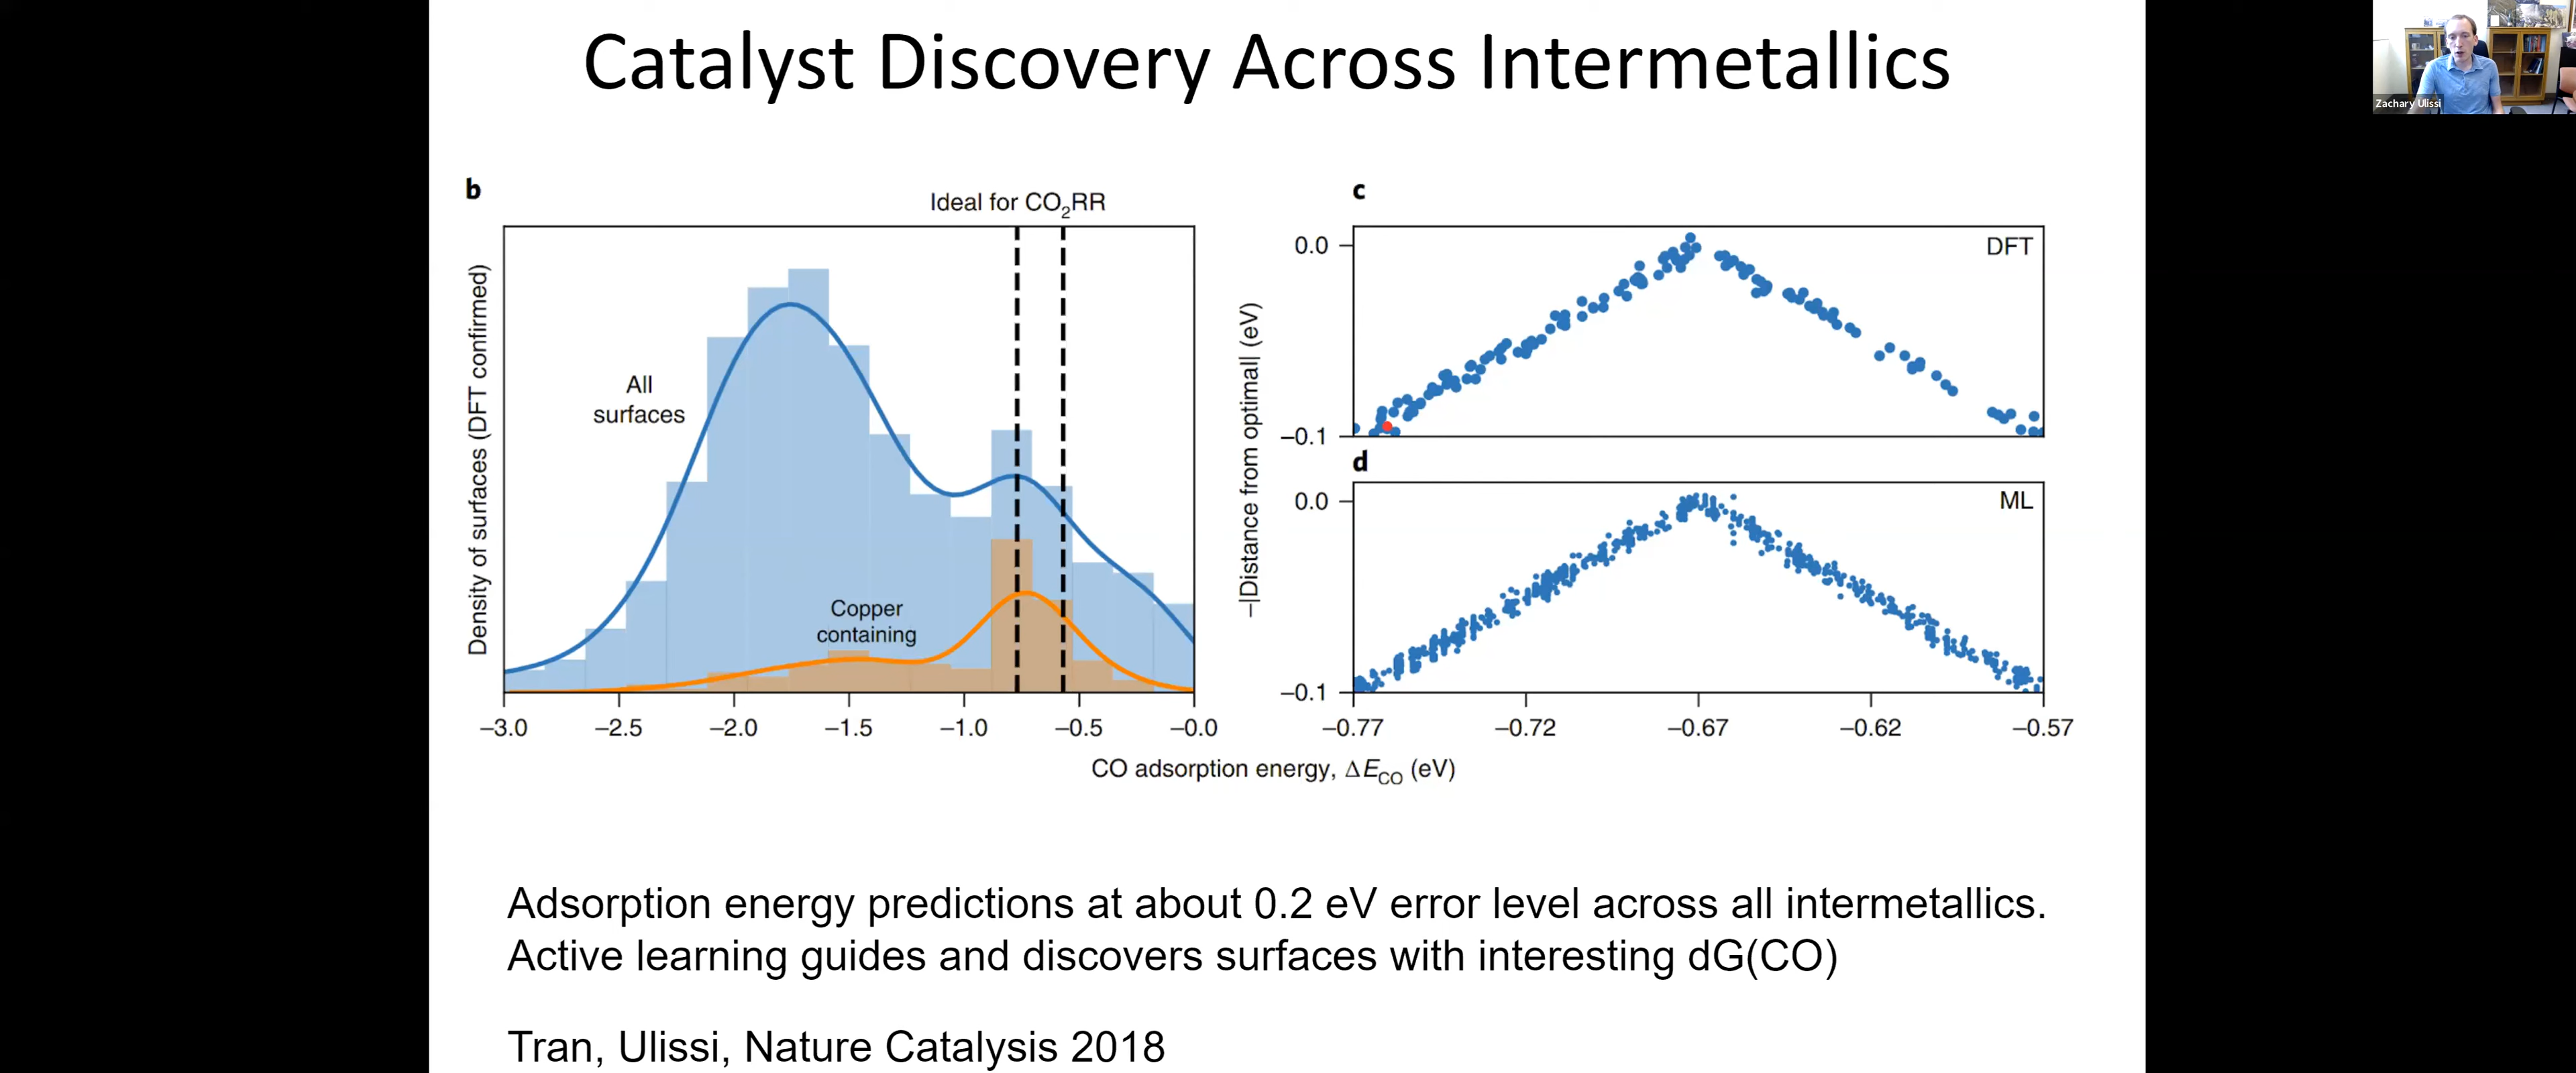 Catalyst Discovery Across Intermetallics
Zachary Ulissi
b
Ideal for CO₂RR
Density of surfaces (DFT confirmed)
All
surfaces
Copper
containing
–3.0 –2.5 –2.0 –1.5 –1.0 –0.5 –0.0
c
DFT
0.0
–0.1
–|Distance from optimal| (eV)
d
ML
0.0
–0.1
–0.77 –0.72 –0.67 –0.62 –0.57
CO adsorption energy, ΔE_CO (eV)
Adsorption energy predictions at about 0.2 eV error level across all intermetallics.
Active learning guides and discovers surfaces with interesting dG(CO)
Tran, Ulissi, Nature Catalysis 2018